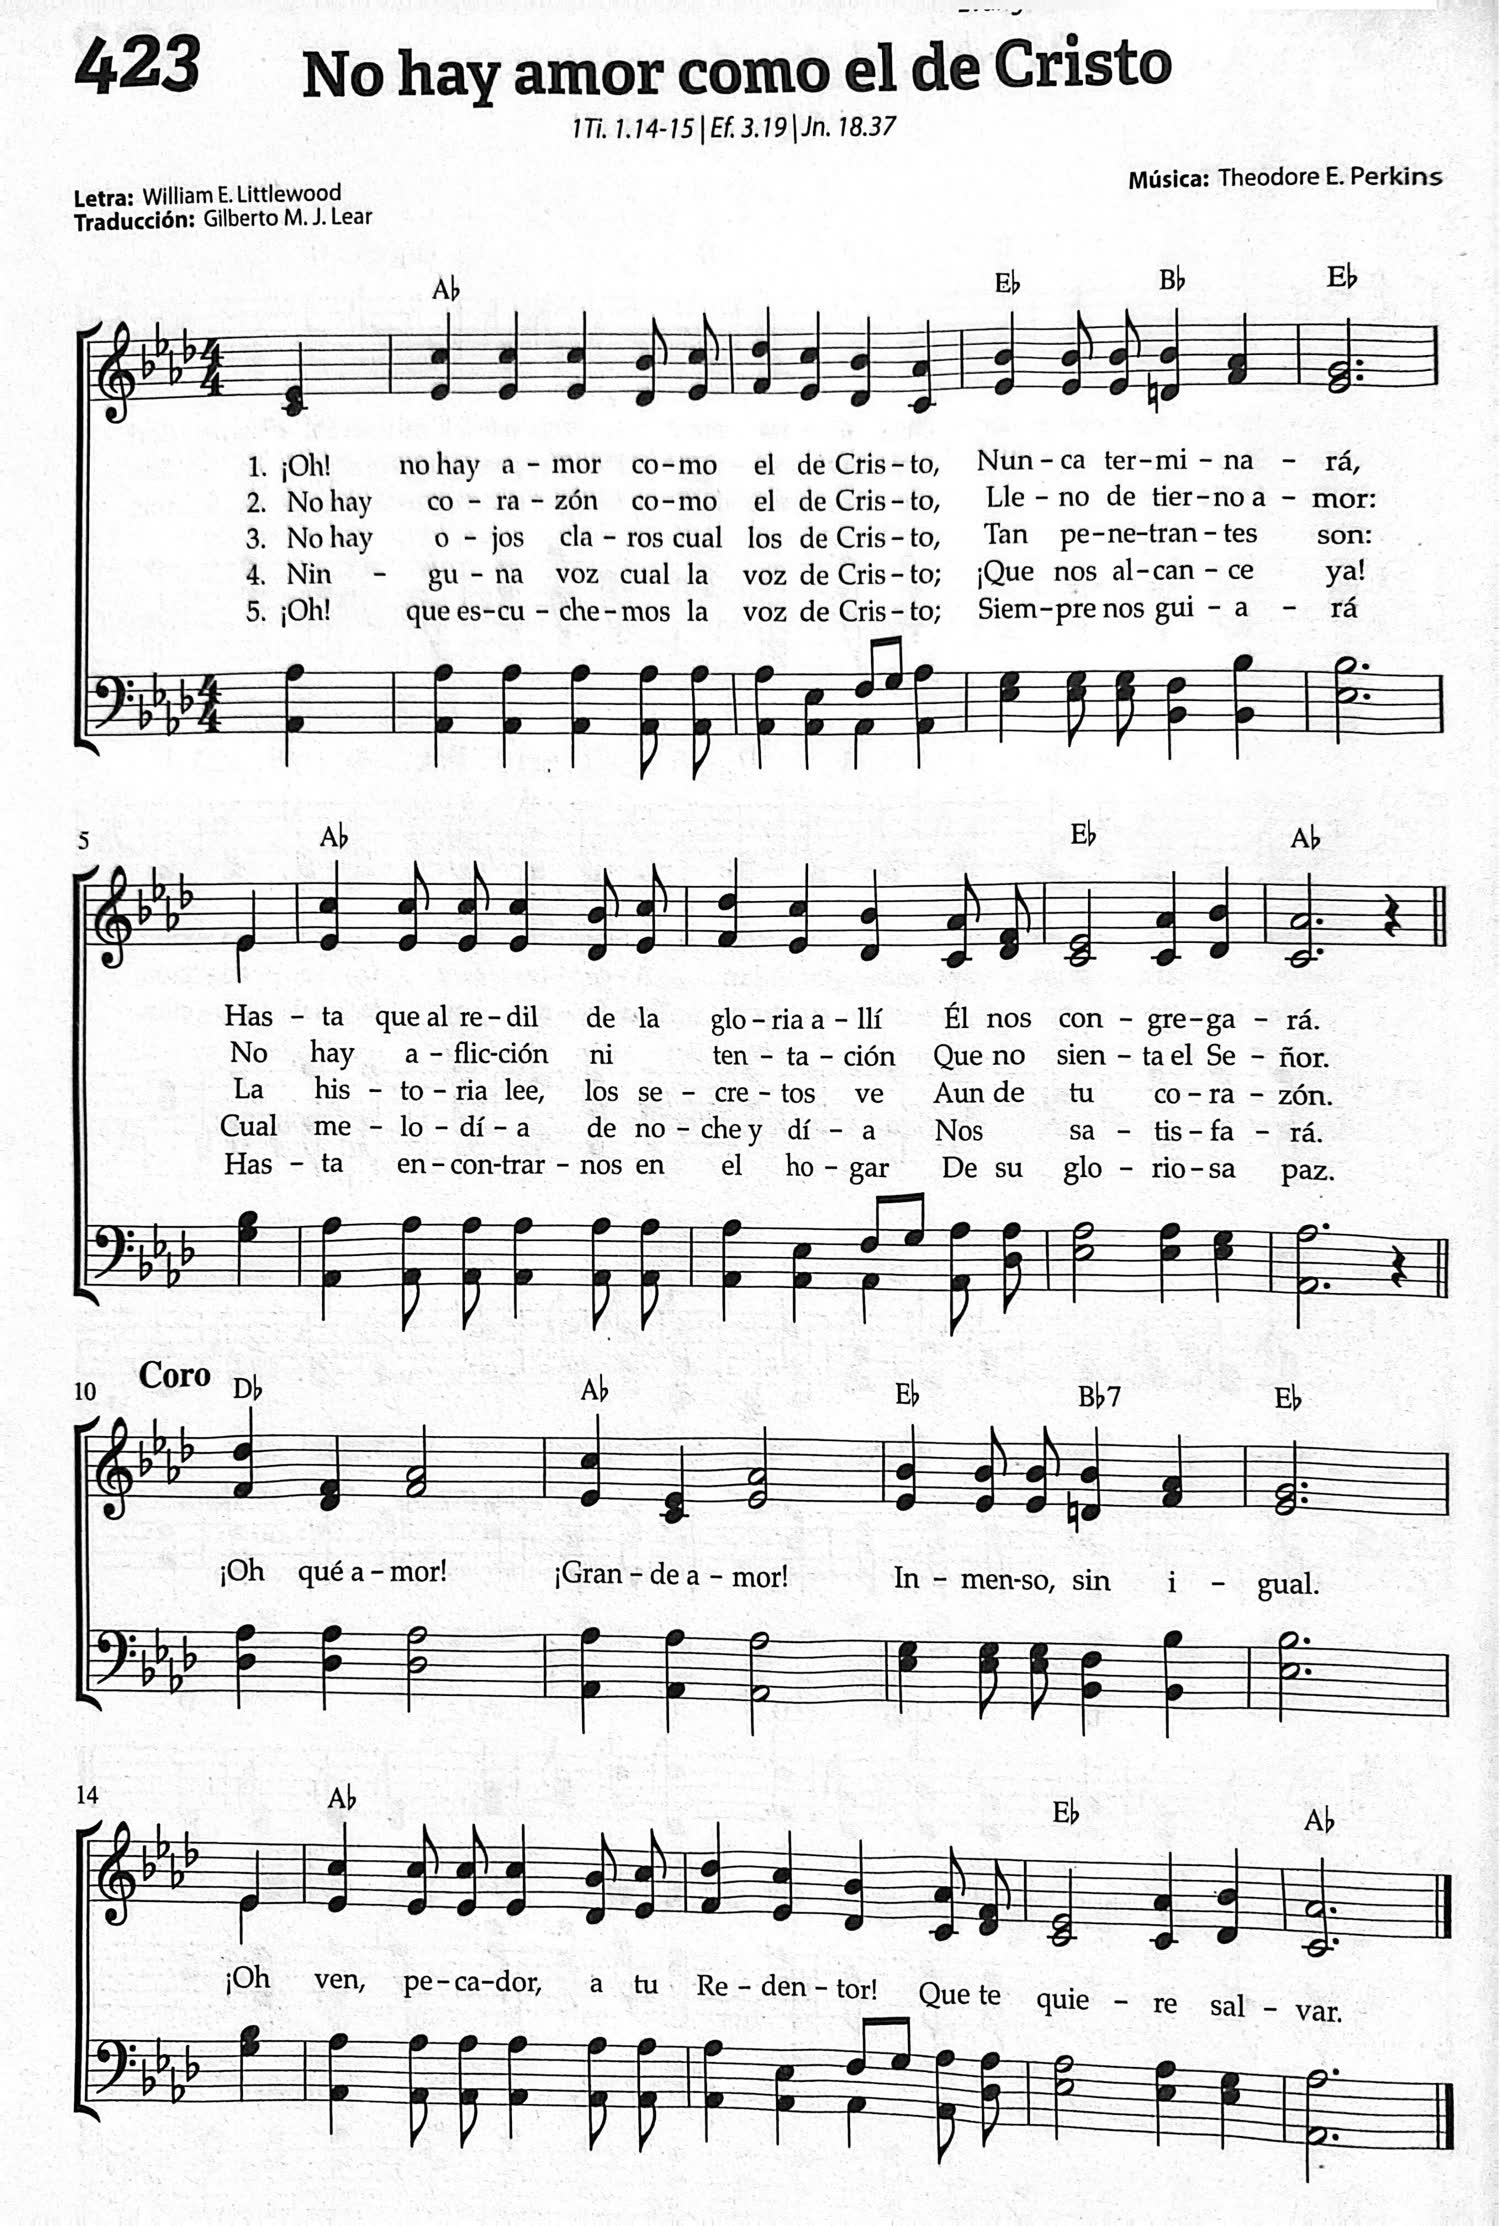 423 No hay amor como el de Cristo
1Ti. 1.14-15|Ef. 3.19|Jn. 18.37
Letra: William E. Littlewood
Música: Theodore E. Perkins
Traducción: Gilberto M. J. Lear
A♭ E♭ B♭ E♭
4 4
1. ¡Oh! no hay a – mor co–mo el de Cris–to, Nun–ca ter–mi – na – rá,
2. No hay co – ra – zón co–mo el de Cris–to, Lle – no de tier–no a – mor:
3. No hay o – jos cla – ros cual los de Cris–to, Tan pe–ne–tran–tes son:
4. Nin – gu – na voz cual la voz de Cris–to; ¡Que nos al–can – ce ya!
5. ¡Oh! que es–cu – che–mos la voz de Cris–to; Siem–pre nos gui – a – rá
4 4
5 A♭ E♭ A♭
Has – ta que al re–dil de la glo–ria a – llí Él nos con – gre–ga – rá.
No hay a – flic-ción ni ten – ta – ción Que no sien – ta el Se – ñor.
La his – to – ria lee, los se – cre – tos ve Aun de tu co – ra – zón.
Cual me – lo – dí – a de no – che y dí – a Nos sa – tis – fa – rá.
Has – ta en–con–trar – nos en el ho – gar De su glo – rio–sa paz.
Coro
10 D♭ A♭ E♭ B♭7 E♭
¡Oh qué a – mor! ¡Gran – de a – mor! In – men-so, sin i – gual.
14 A♭ E♭ A♭
¡Oh ven, pe–ca–dor, a tu Re – den – tor! Que te quie – re sal – var.